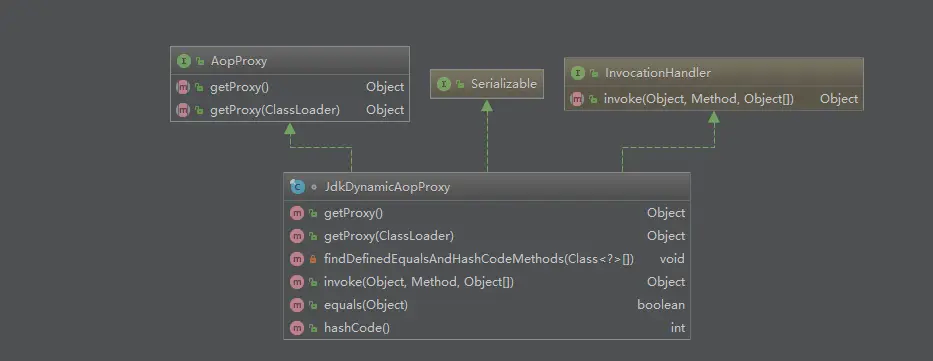 AopProxy
getProxy() Object
getProxy(ClassLoader) Object
Serializable
InvocationHandler
invoke(Object, Method, Object[]) Object
JdkDynamicAopProxy
getProxy() Object
getProxy(ClassLoader) Object
findDefinedEqualsAndHashCodeMethods(Class<?>[]) void
invoke(Object, Method, Object[]) Object
equals(Object) boolean
hashCode() int